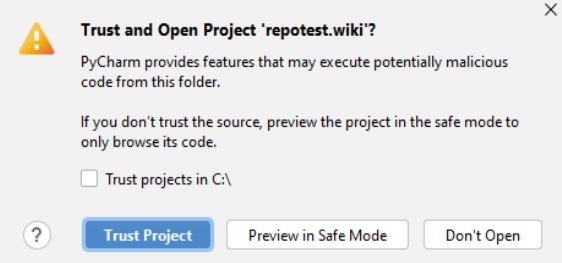 Trust and Open Project 'repotest.wiki'?
PyCharm provides features that may execute potentially malicious
code from this folder.
If you don't trust the source, preview the project in the safe mode to
only browse its code.
Trust projects in C:\
? Trust Project Preview in Safe Mode Don't Open